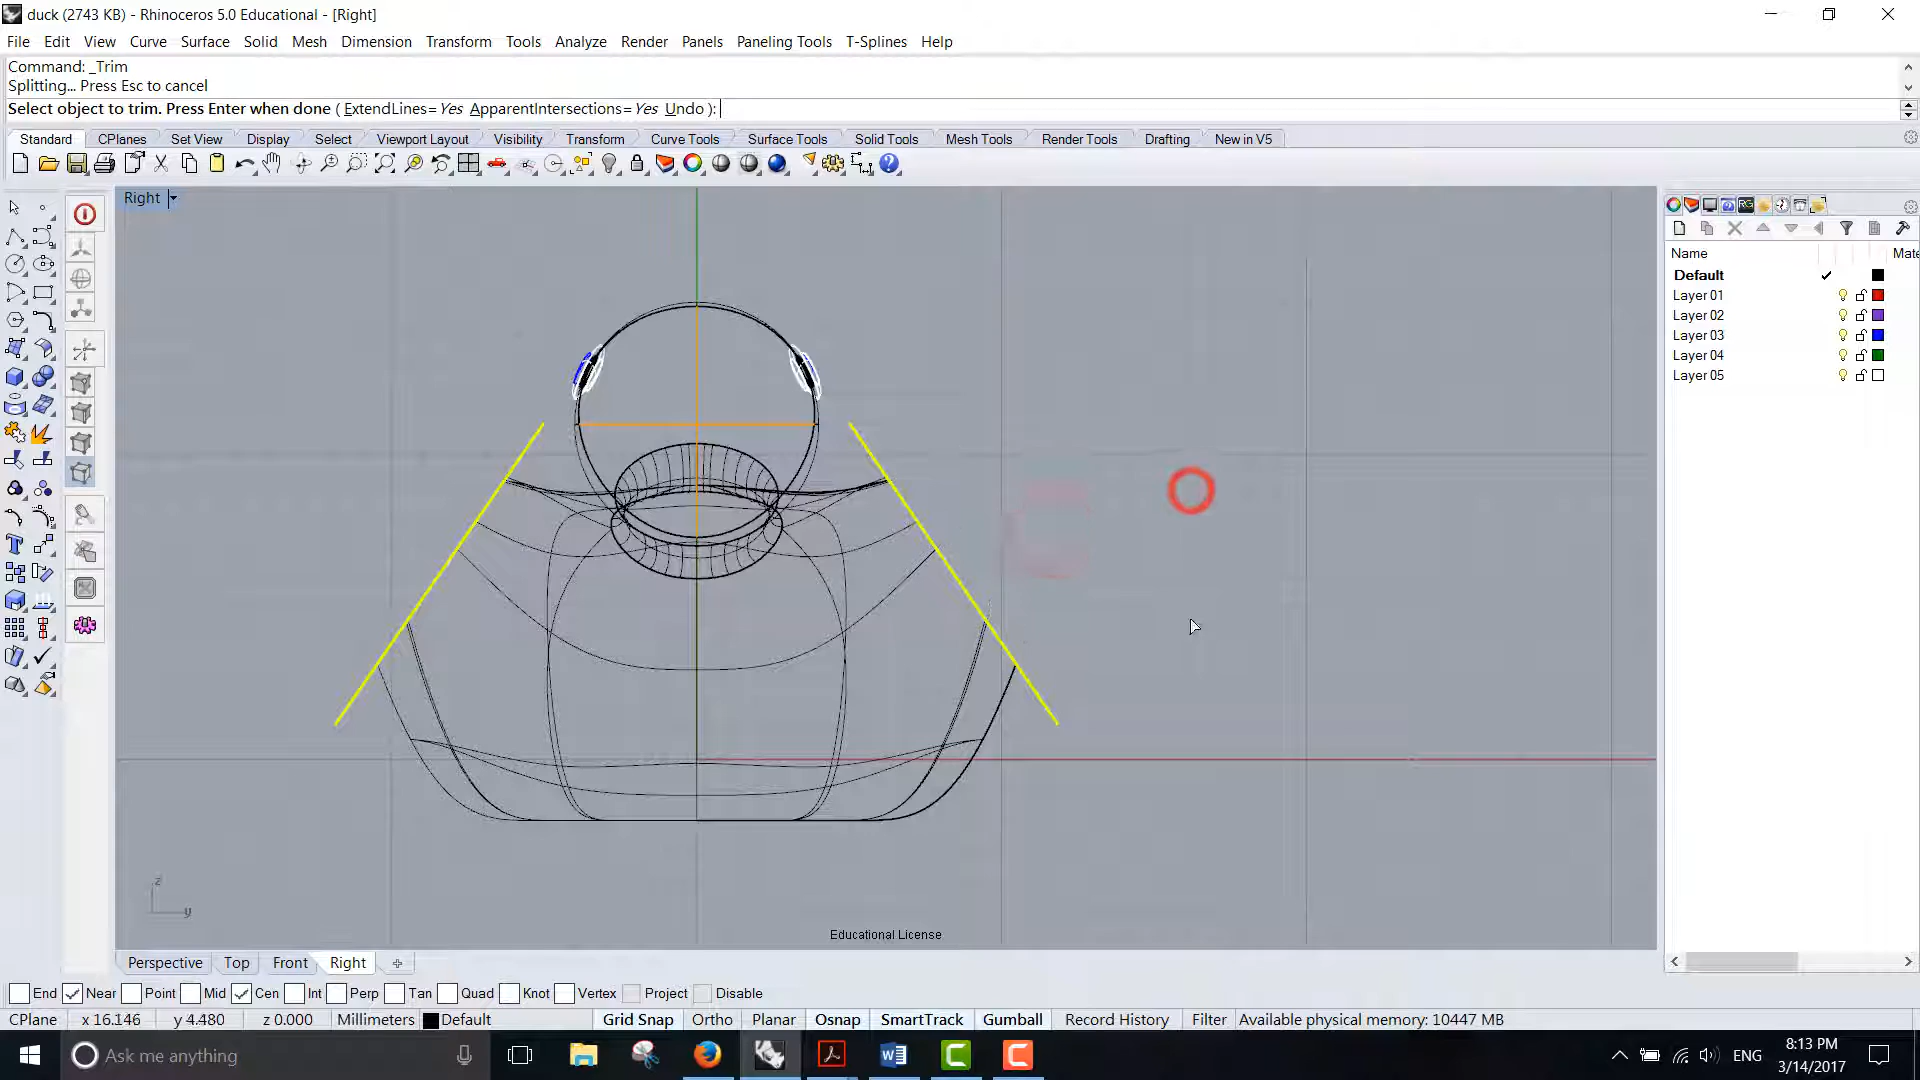 duck (2743 KB) - Rhinoceros 5.0 Educational - [Right]
File Edit View Curve Surface Solid Mesh Dimension Transform Tools Analyze Render Panels Paneling Tools T-Splines Help
Command: _Trim
Splitting... Press Esc to cancel
Select object to trim. Press Enter when done ( ExtendLines=Yes ApparentIntersections=Yes Undo ):
Standard CPlanes Set View Display Select Viewport Layout Visibility Transform Curve Tools Surface Tools Solid Tools Mesh Tools Render Tools Drafting New in V5
Right
Name Mate
Default
Layer 01
Layer 02
Layer 03
Layer 04
Layer 05
z
y
Educational License
Perspective Top Front Right
End Near Point Mid Cen Int Perp Tan Quad Knot Vertex Project Disable
CPlane x 16.146 y 4.480 z 0.000 Millimeters Default Grid Snap Ortho Planar Osnap SmartTrack Gumball Record History Filter Available physical memory: 10447 MB
Ask me anything
ENG
8:13 PM
3/14/2017